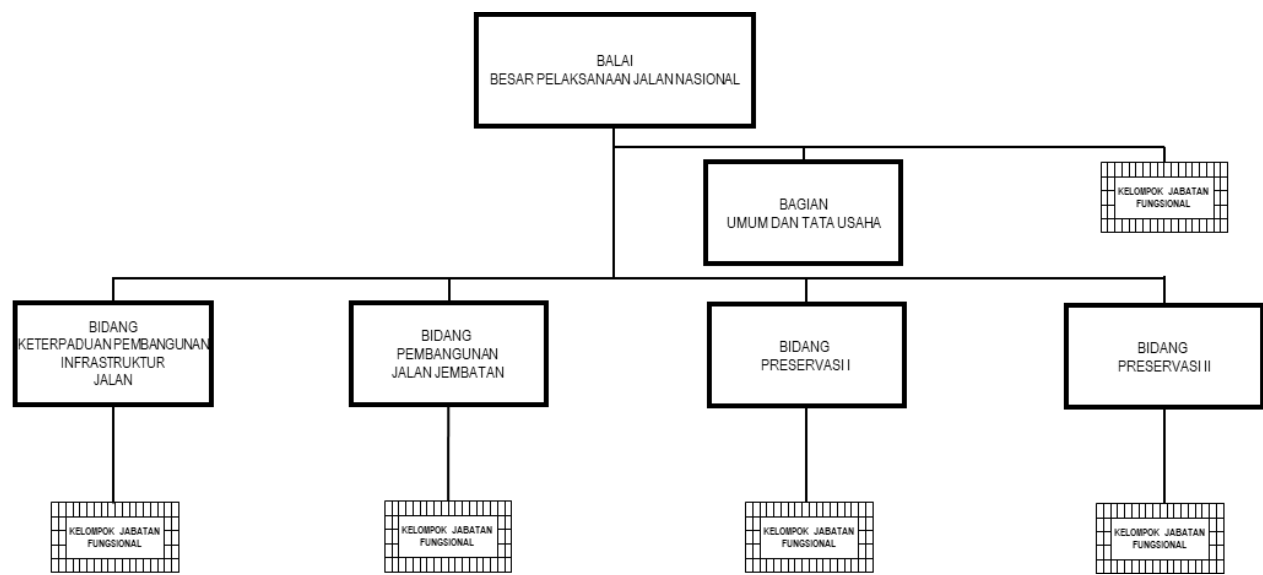 BALAI
BESAR PELAKSANAAN JALAN NASIONAL
BAGIAN
UMUM DAN TATA USAHA
KELOMPOK JABATAN
FUNGSIONAL
BIDANG
KETERPADUAN PEMBANGUNAN
INFRASTRUKTUR
JALAN
BIDANG
PEMBANGUNAN
JALAN JEMBATAN
BIDANG
PRESERVASI I
BIDANG
PRESERVASI II
KELOMPOK JABATAN
FUNGSIONAL
KELOMPOK JABATAN
FUNGSIONAL
KELOMPOK JABATAN
FUNGSIONAL
KELOMPOK JABATAN
FUNGSIONAL